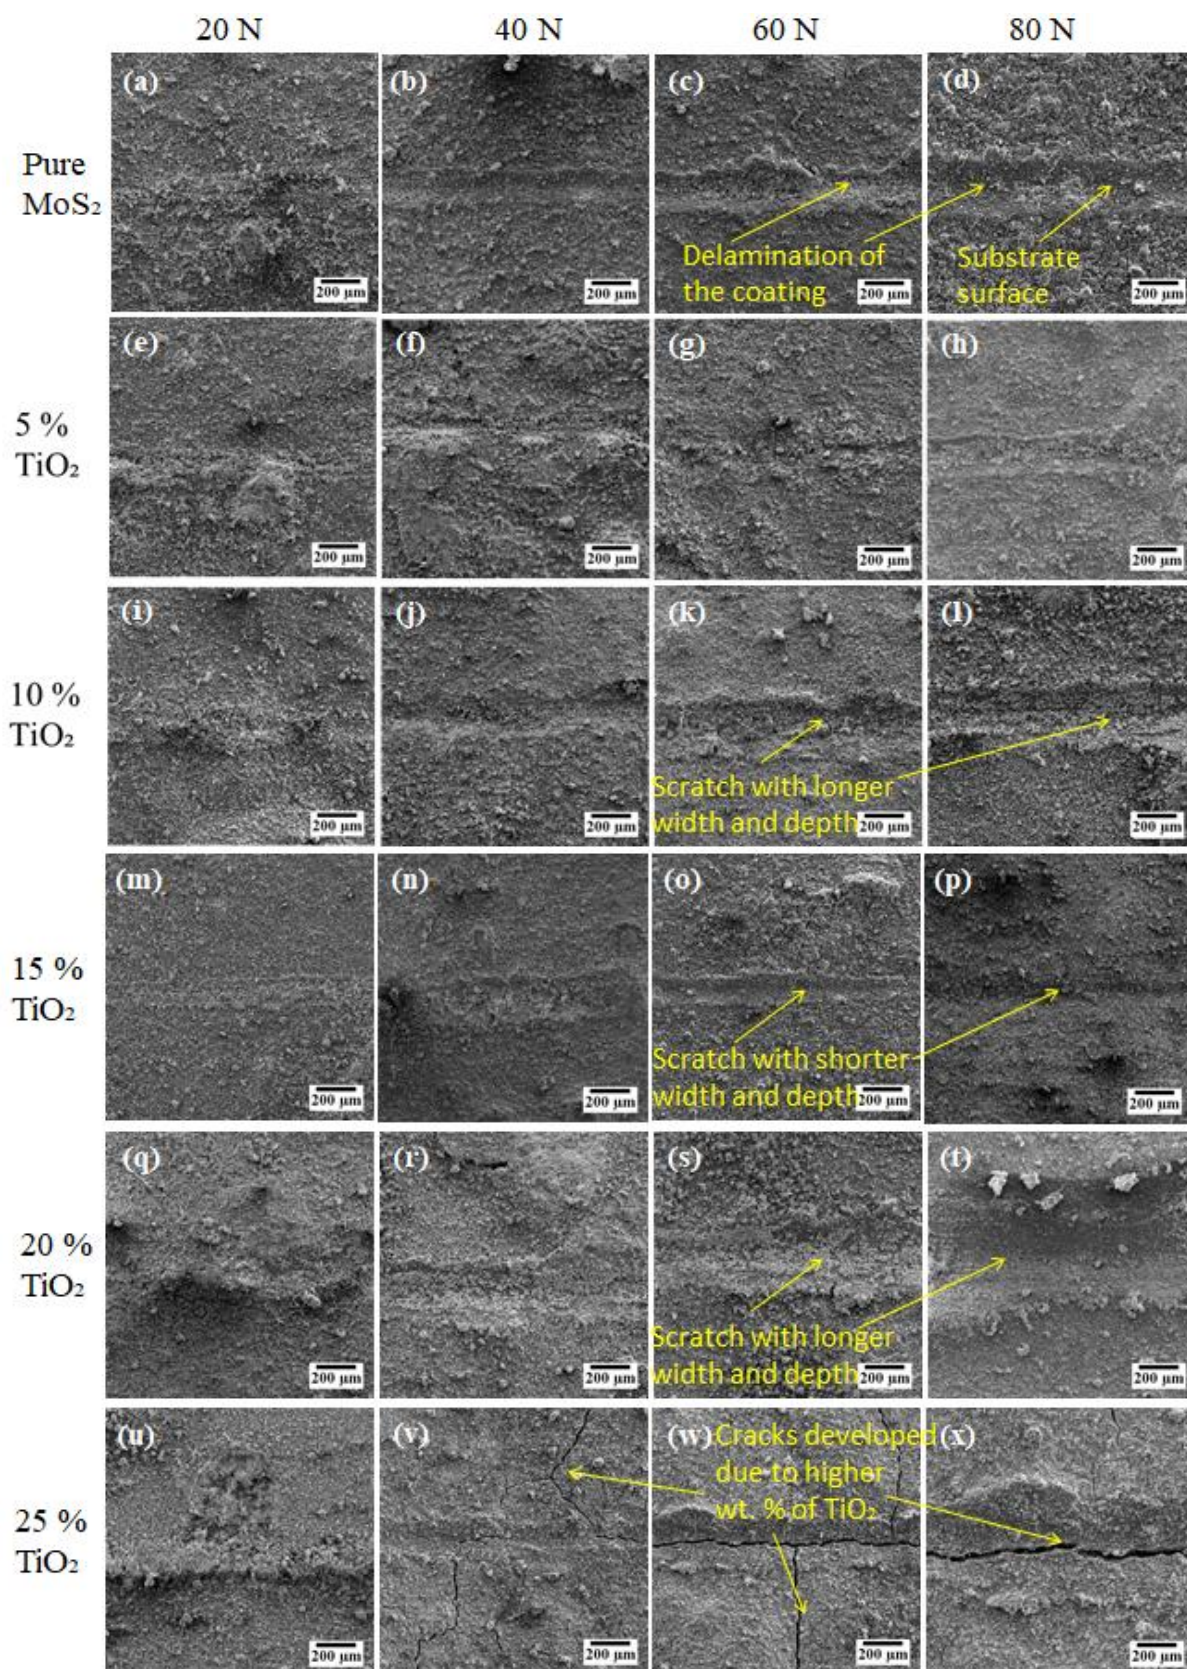 20 N 40 N 60 N 80 N
(a) (b) (c) (d)
Pure
MoS₂
Delamination of
the coating
Substrate
surface
200 µm 200 µm 200 µm 200 µm
(e) (f) (g) (h)
5 %
TiO₂
200 µm 200 µm 200 µm 200 µm
(i) (j) (k) (l)
10 %
TiO₂
Scratch with longer
width and depth
200 µm 200 µm 200 µm 200 µm
(m) (n) (o) (p)
15 %
TiO₂
Scratch with shorter
width and depth
200 µm 200 µm 200 µm 200 µm
(q) (r) (s) (t)
20 %
TiO₂
Scratch with longer
width and depth
200 µm 200 µm 200 µm 200 µm
(u) (v) (w) (x)
Cracks developed
due to higher
wt. % of TiO₂
25 %
TiO₂
200 µm 200 µm 200 µm 200 µm